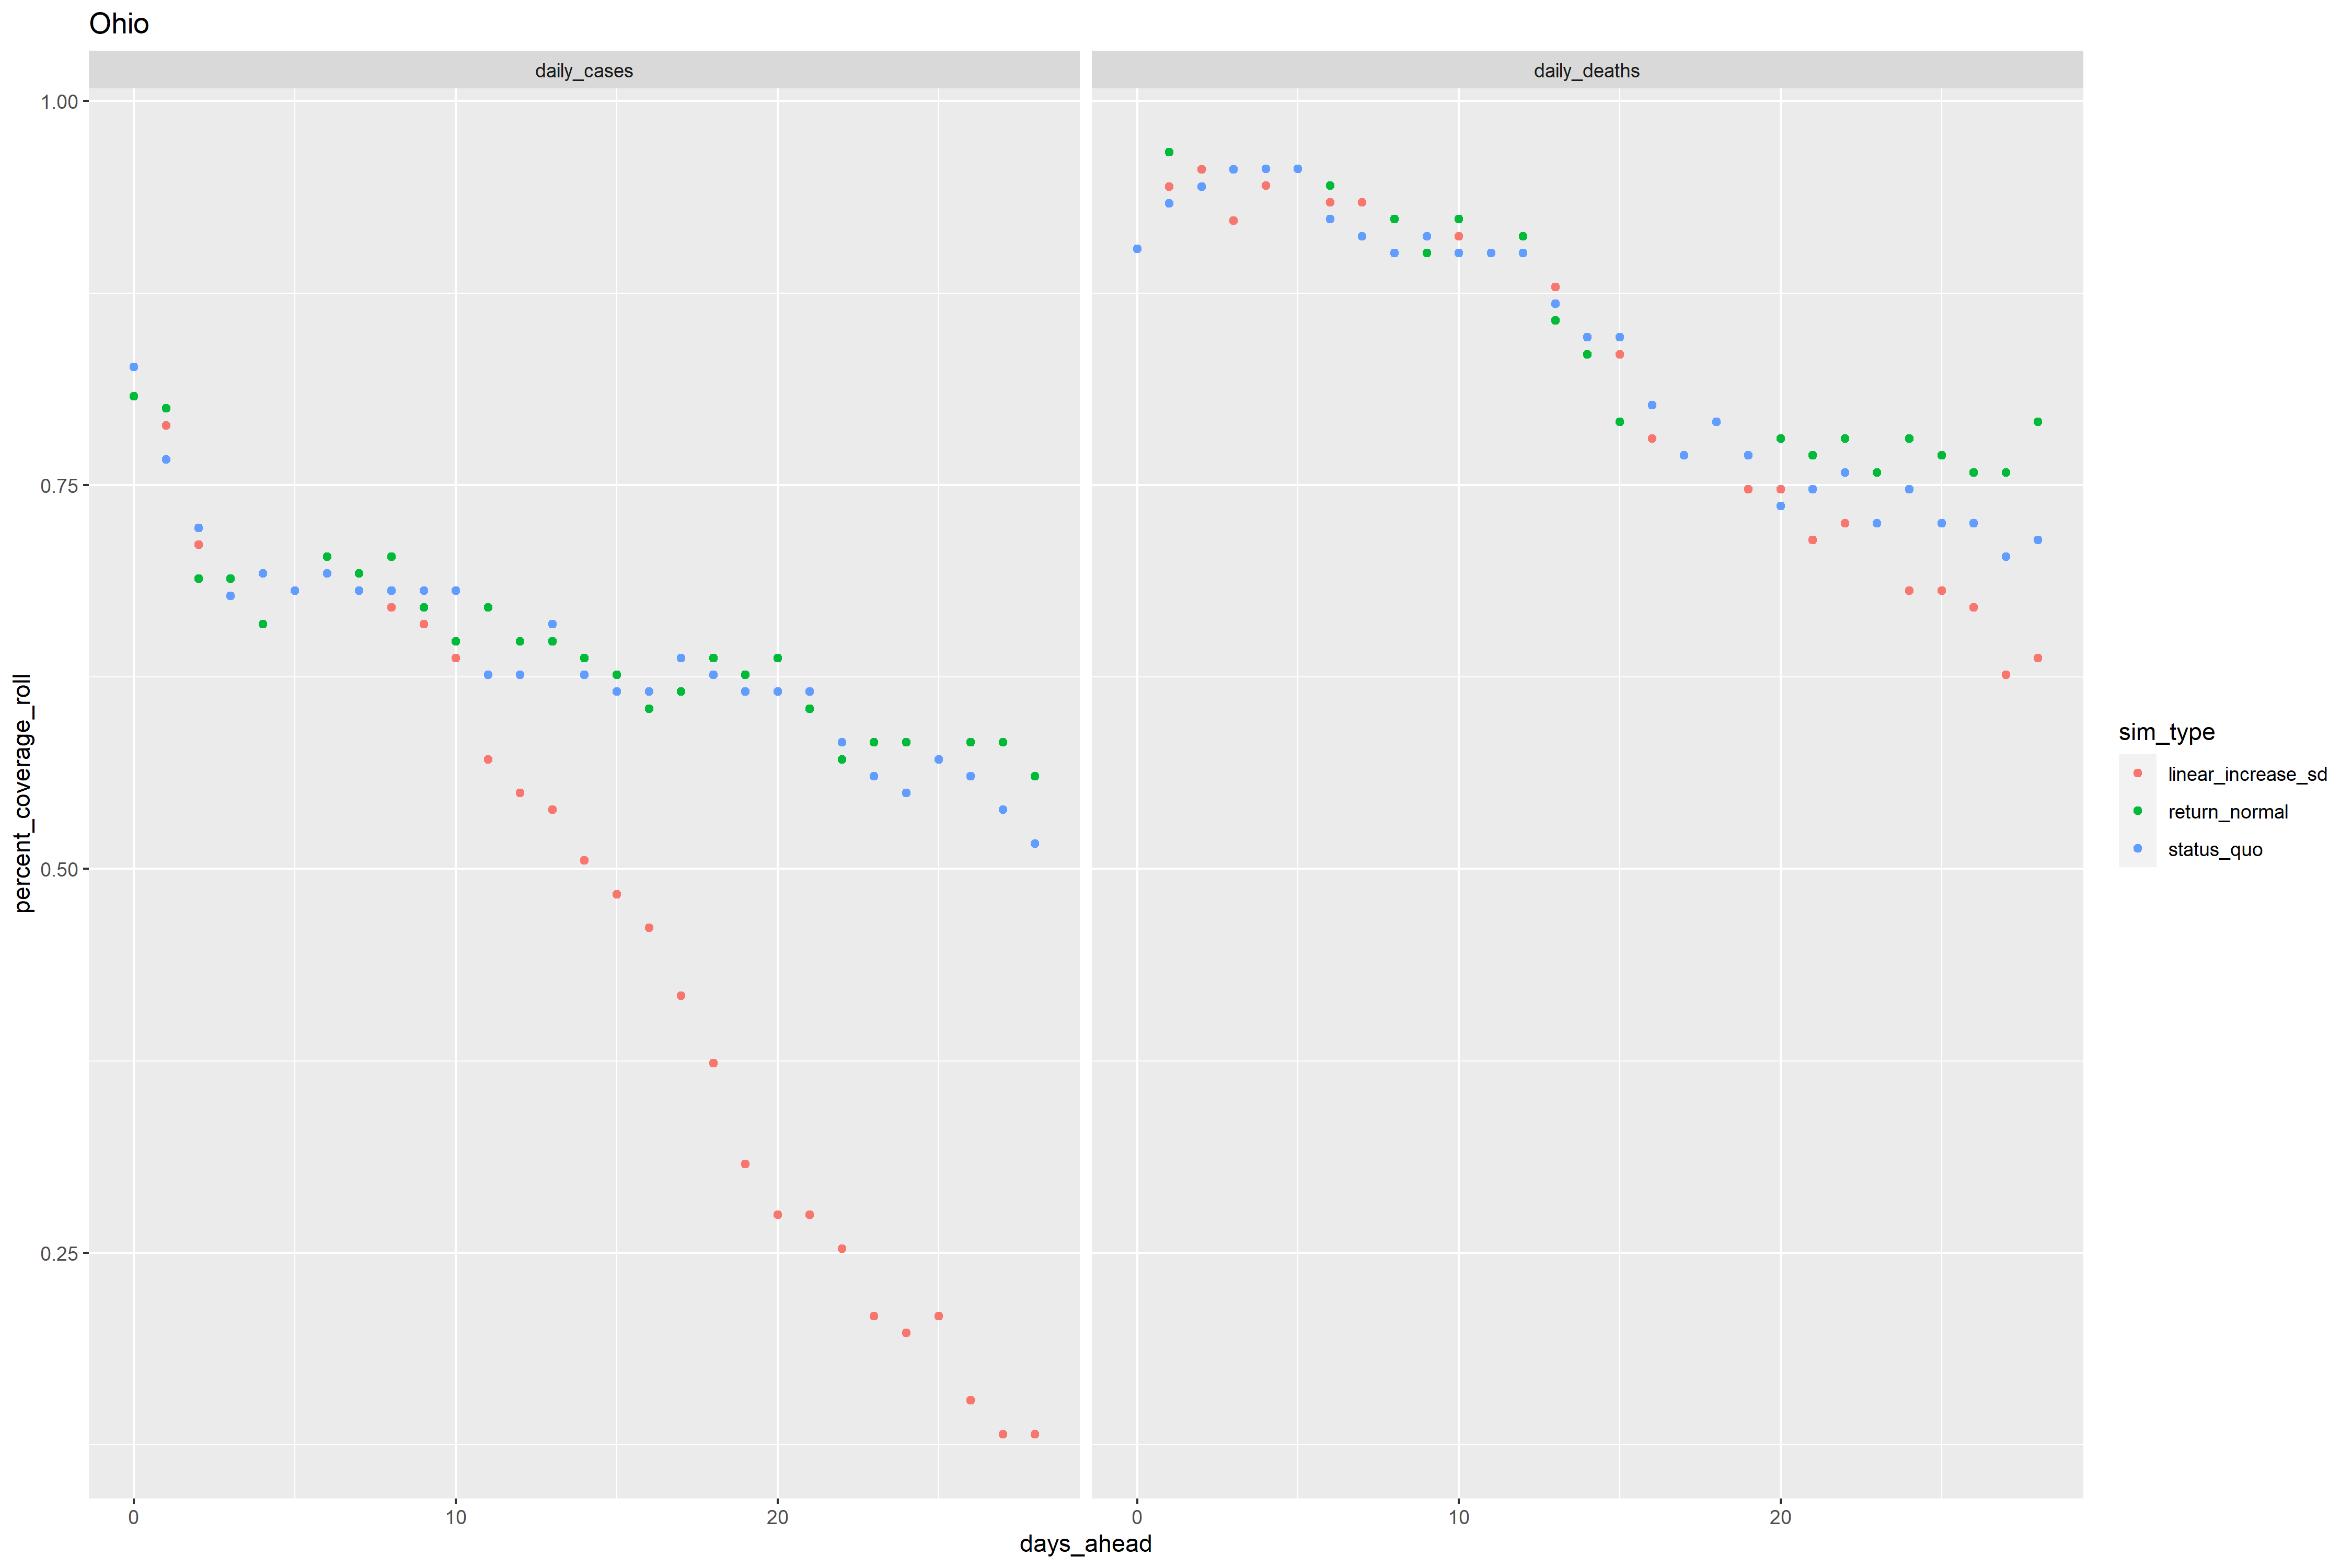 Ohio
daily_cases
daily_deaths
1.00
0.75
0.50
0.25
percent_coverage_roll
0
10
20
0
10
20
days_ahead
sim_type
linear_increase_sd
return_normal
status_quo